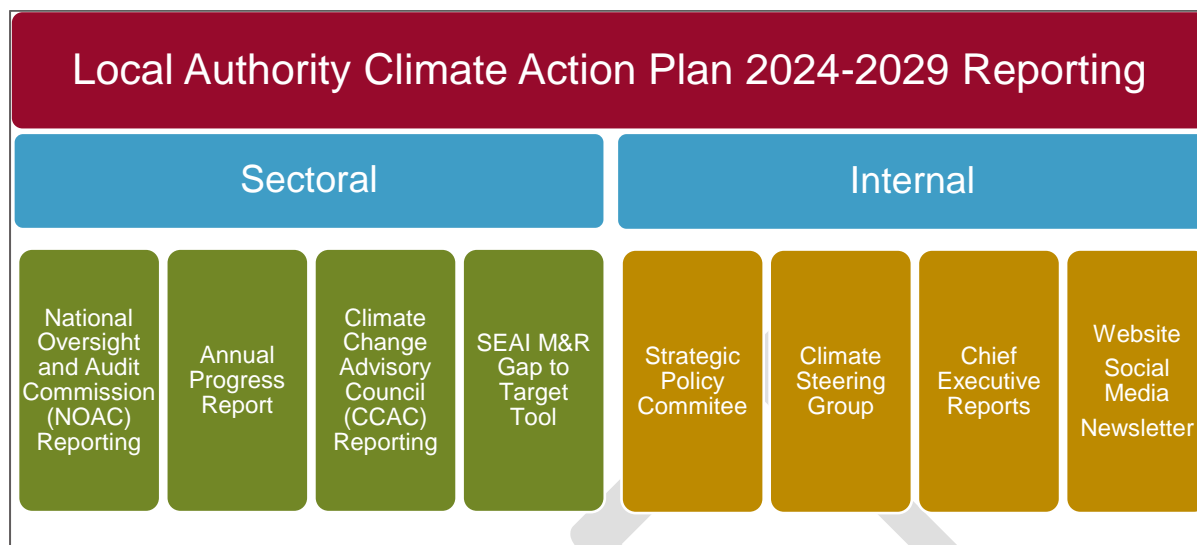 Local Authority Climate Action Plan 2024-2029 Reporting
Sectoral
Internal
National
Oversight
and Audit
Commission
(NOAC)
Reporting
Annual
Progress
Report
Climate
Change
Advisory
Council
(CCAC)
Reporting
SEAI M&R
Gap to
Target
Tool
Strategic
Policy
Commitee
Climate
Steering
Group
Chief
Executive
Reports
Website
Social
Media
Newsletter